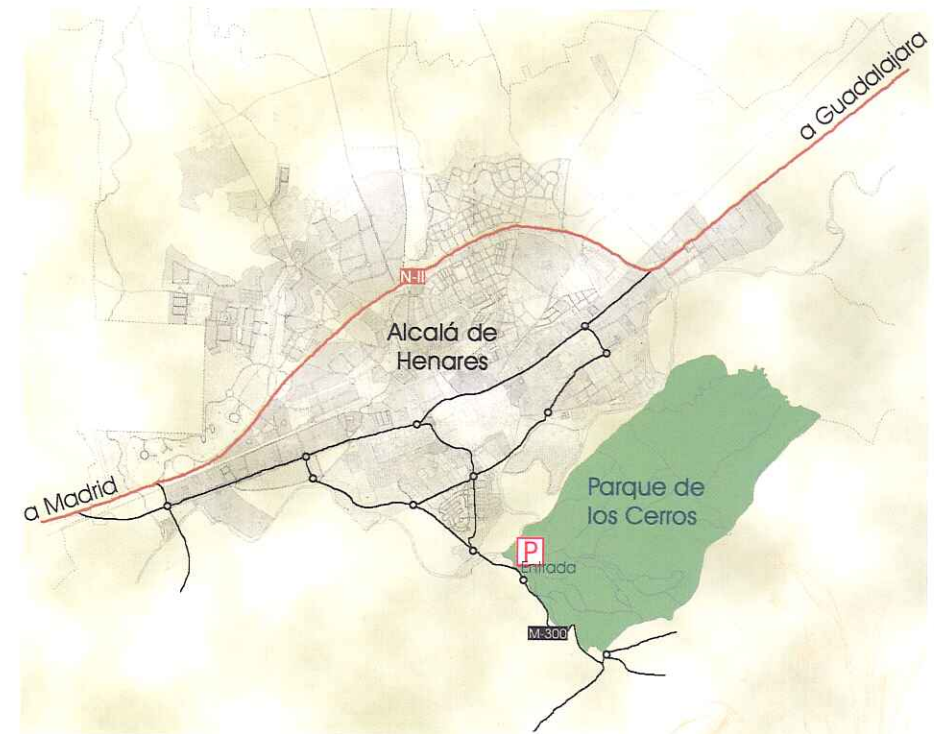 a Guadalajara
N-II
Alcalá de
Henares
a Madrid
Parque de
los Cerros
P
Entrada
M-300